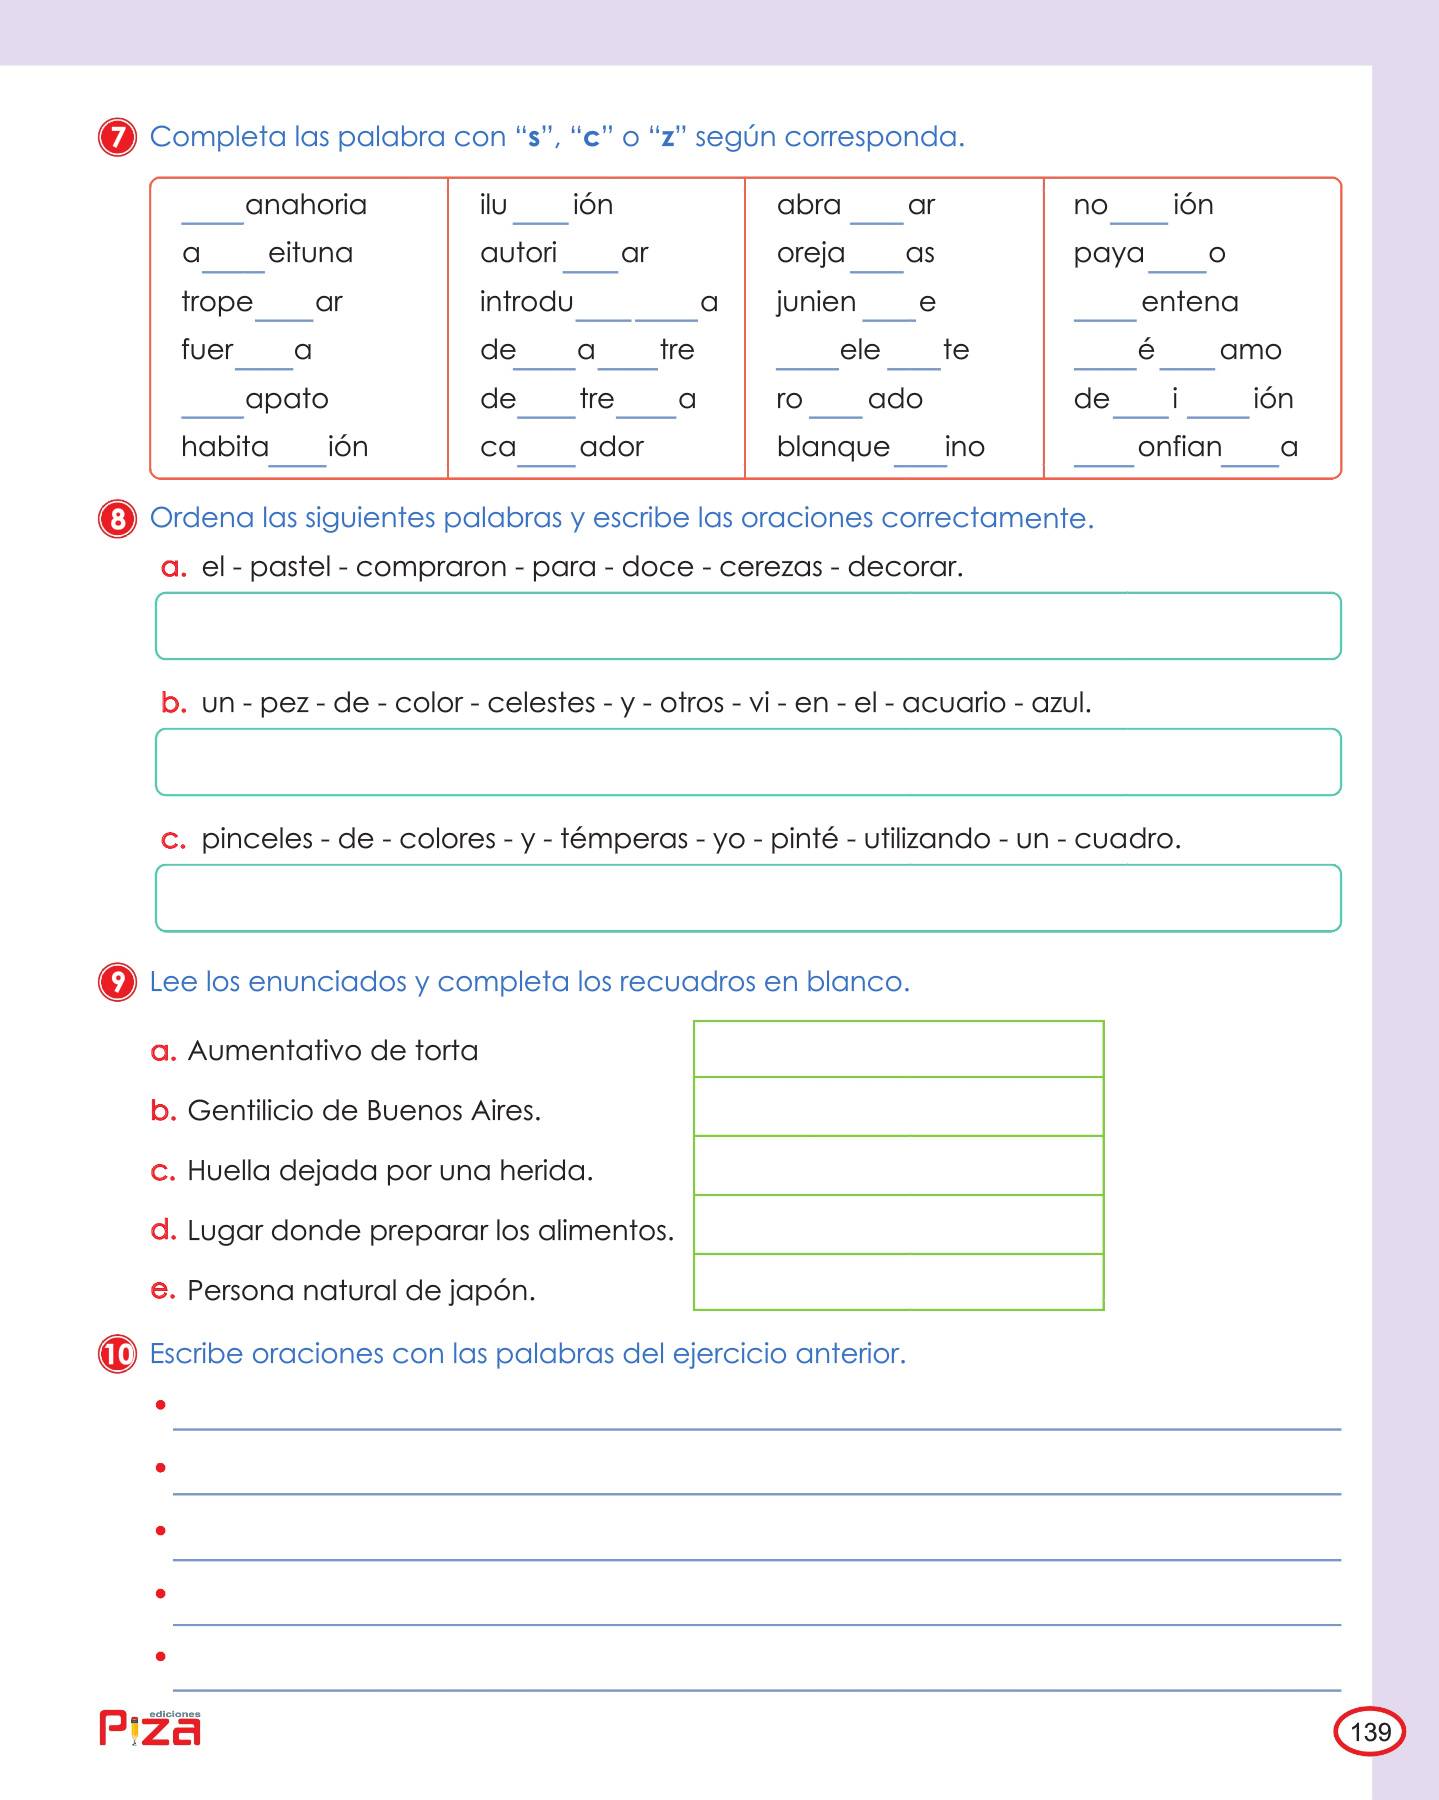 7 Completa las palabra con “s”, “c” o “z” según corresponda.
____anahoria
a____eituna
trope____ar
fuer____a
____apato
habita____ión
ilu____ión
autori____ar
introdu____ ____a
de____a____tre
de____tre____a
ca____ador
abra____ar
oreja____as
junien____e
____ele____te
ro____ado
blanque____ino
no____ión
paya____o
____entena
____é____amo
de____i____ión
____onfian____a
8 Ordena las siguientes palabras y escribe las oraciones correctamente.
a. el - pastel - compraron - para - doce - cerezas - decorar.
b. un - pez - de - color - celestes - y - otros - vi - en - el - acuario - azul.
c. pinceles - de - colores - y - témperas - yo - pinté - utilizando - un - cuadro.
9 Lee los enunciados y completa los recuadros en blanco.
a. Aumentativo de torta
b. Gentilicio de Buenos Aires.
c. Huella dejada por una herida.
d. Lugar donde preparar los alimentos.
e. Persona natural de japón.
10 Escribe oraciones con las palabras del ejercicio anterior.
ediciones
Piza
139